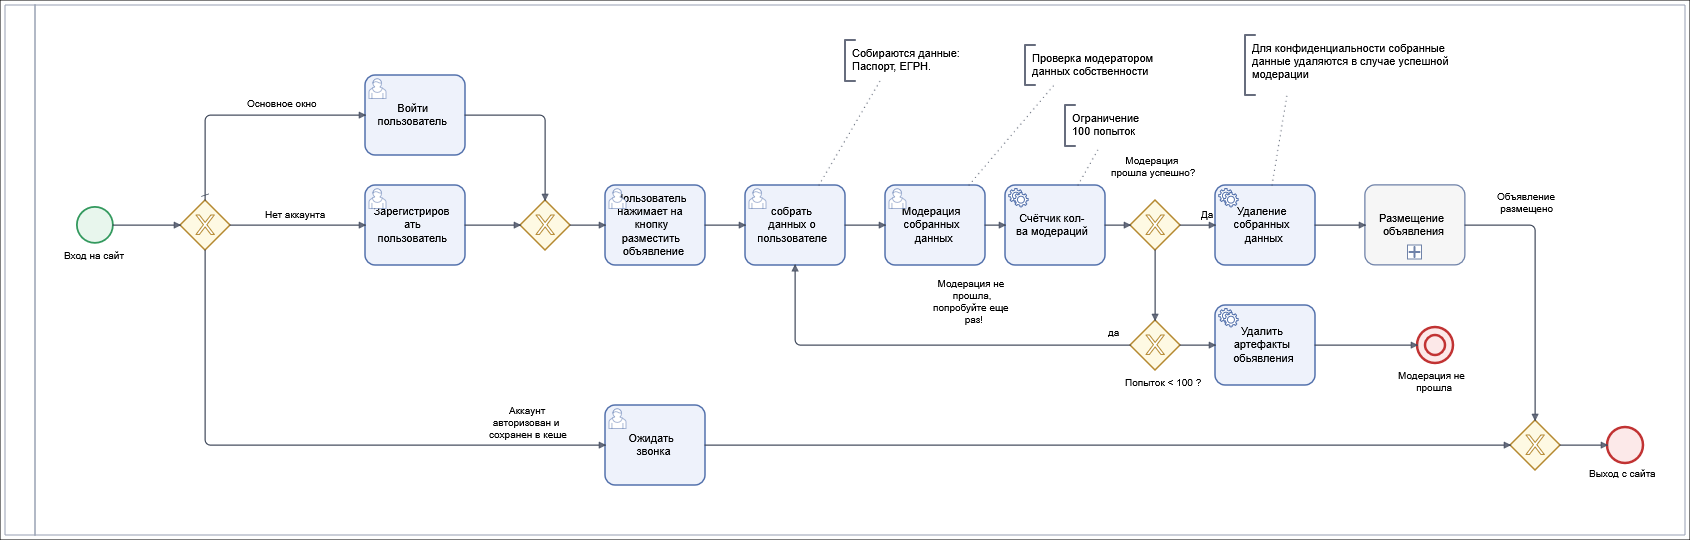 Собираются данные:
Паспорт, ЕГРН.
Проверка модератором
данных собственности
Для конфиденциальности собранные
данные удаляются в случае успешной
модерации
Ограничение
100 попыток
Основное окно
Войти
пользователь
Модерация
прошла успешно?
Вход на сайт
Нет аккаунта
Зарегистриров
ать
пользователь
Пользователь
нажимает на
кнопку
разместить
объявление
собрать
данных о
пользователе
Модерация
собранных
данных
Счётчик кол-
ва модераций
Да
Удаление
собранных
данных
Размещение
объявления
Объявление
размещено
Модерация не
прошла,
попробуйте еще
раз!
да
Попыток < 100 ?
Удалить
артефакты
обьявления
Модерация не
прошла
Аккаунт
авторизован и
сохранен в кеше
Ожидать
звонка
Выход с сайта